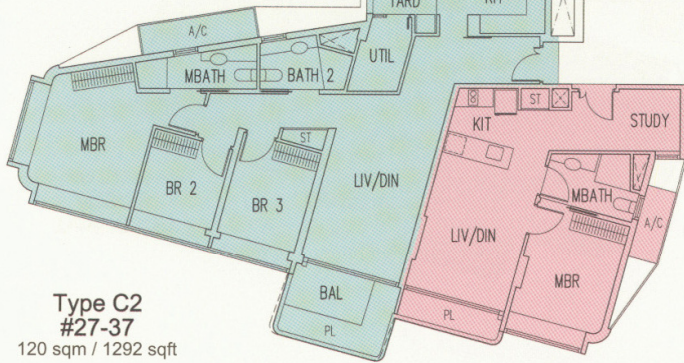 YARD
KIT
A/C
MBATH
BATH 2
UTIL
ST
KIT
STUDY
MBR
ST
BR 2
BR 3
LIV/DIN
MBATH
A/C
LIV/DIN
MBR
BAL
PL
PL
Type C2
#27-37
120 sqm / 1292 sqft